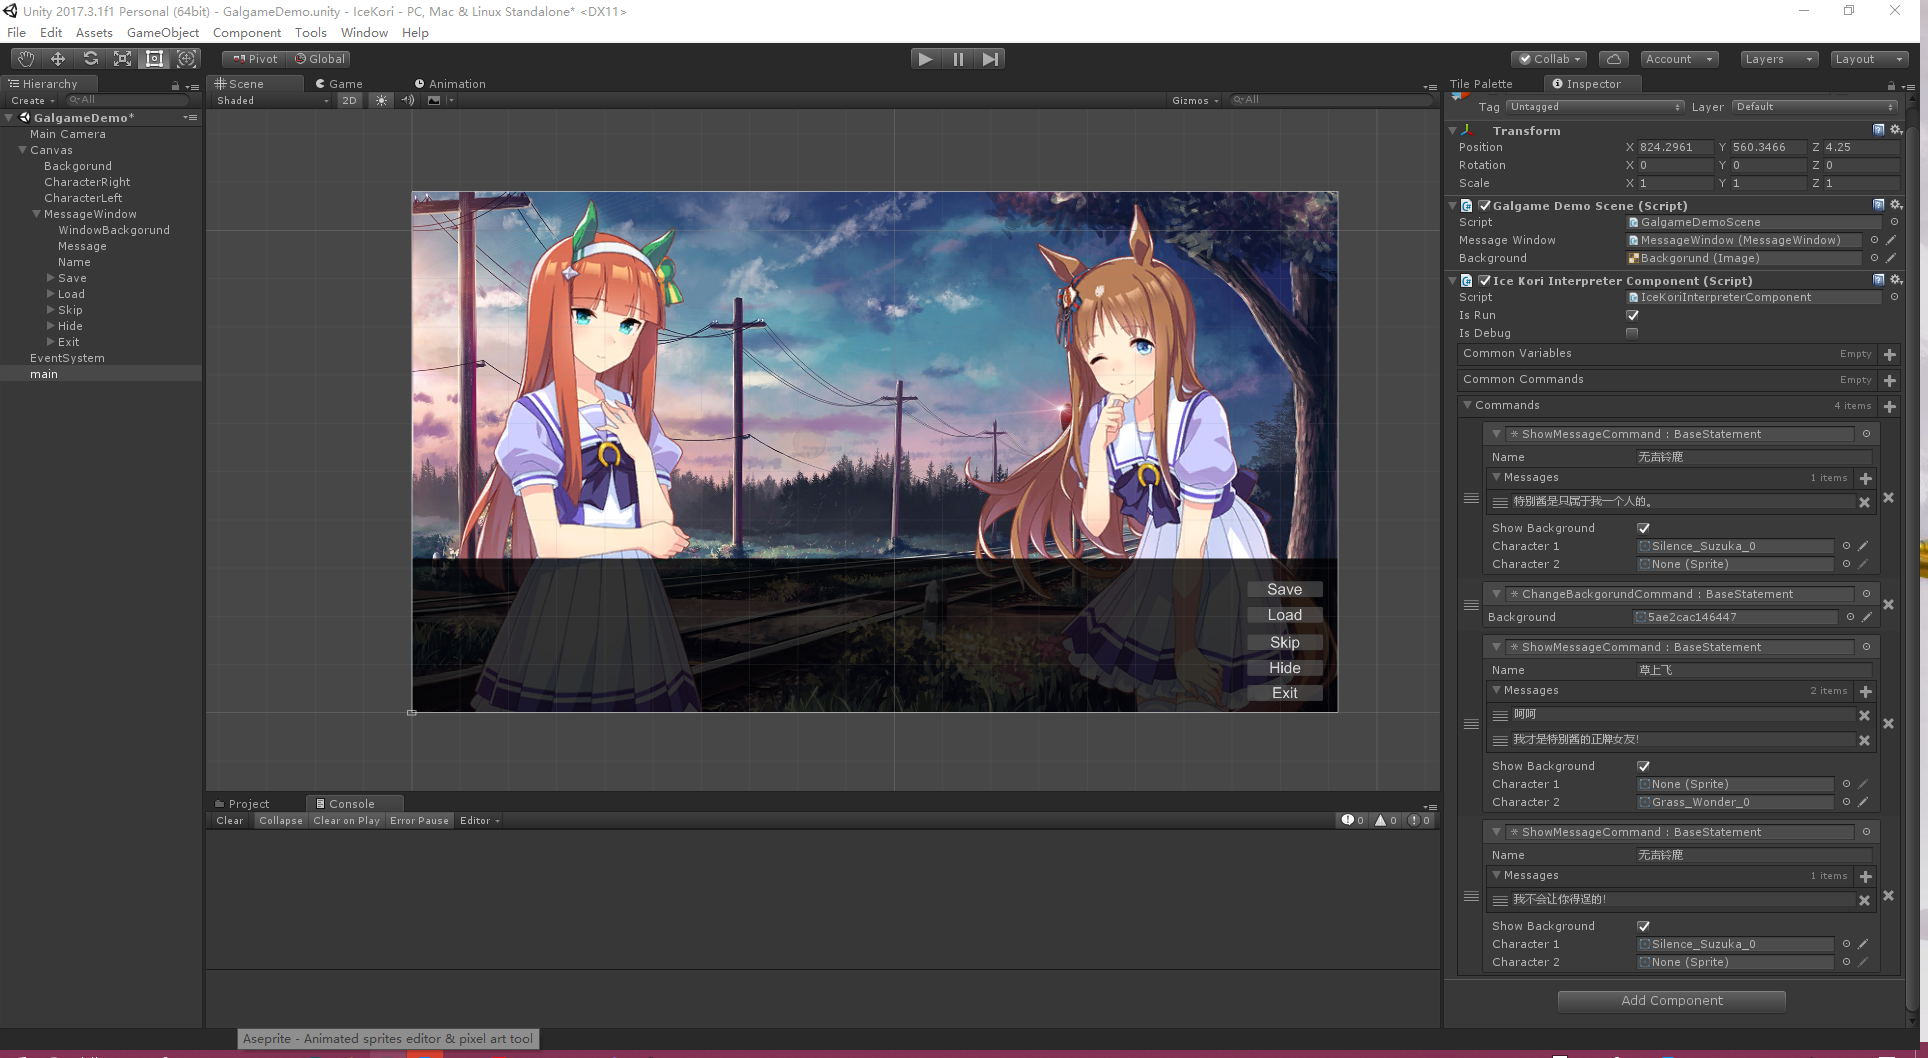 Unity 2017.3.1f1 Personal (64bit) - GalgameDemo.unity - IceKori - PC, Mac & Linux Standalone* <DX11>
File Edit Assets GameObject Component Tools Window Help
Pivot Global
Collab Account Layers Layout
Hierarchy
Create All
GalgameDemo*
Main Camera
Canvas
Backgorund
CharacterRight
CharacterLeft
MessageWindow
WindowBackgorund
Message
Name
Save
Load
Skip
Hide
Exit
EventSystem
main
Scene Game Animation
Shaded 2D Gizmos All
Save
Load
Skip
Hide
Exit
Project Console
Clear Collapse Clear on Play Error Pause Editor 0 0 0
Tile Palette Inspector
Tag Untagged Layer Default
Transform
Position X 824.2961 Y 560.3466 Z 4.25
Rotation X 0 Y 0 Z 0
Scale X 1 Y 1 Z 1
Galgame Demo Scene (Script)
Script GalgameDemoScene
Message Window MessageWindow (MessageWindow)
Background Backgorund (Image)
Ice Kori Interpreter Component (Script)
Script IceKoriInterpreterComponent
Is Run
Is Debug
Common Variables Empty
Common Commands Empty
Commands 4 items
* ShowMessageCommand : BaseStatement
Name 无声铃鹿
Messages 1 items
特别酱是只属于我一个人的。
Show Background
Character 1 Silence_Suzuka_0
Character 2 None (Sprite)
* ChangeBackgorundCommand : BaseStatement
Background 5ae2cac146447
* ShowMessageCommand : BaseStatement
Name 草上飞
Messages 2 items
呵呵
我才是特别酱的正牌女友!
Show Background
Character 1 None (Sprite)
Character 2 Grass_Wonder_0
* ShowMessageCommand : BaseStatement
Name 无声铃鹿
Messages 1 items
我不会让你得逞的!
Show Background
Character 1 Silence_Suzuka_0
Character 2 None (Sprite)
Add Component
Aseprite - Animated sprites editor & pixel art tool